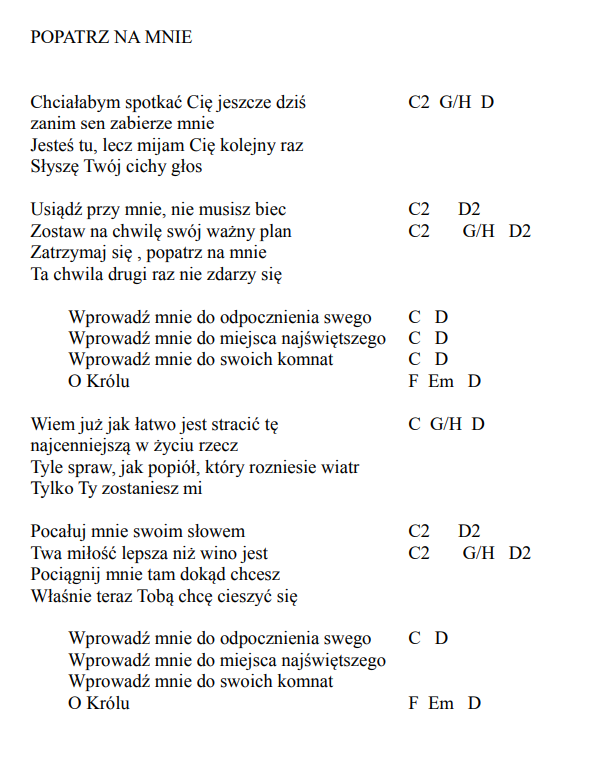 POPATRZ NA MNIE
Chciałabym spotkać Cię jeszcze dziś C2 G/H D
zanim sen zabierze mnie
Jesteś tu, lecz mijam Cię kolejny raz
Słyszę Twój cichy głos
Usiądź przy mnie, nie musisz biec C2 D2
Zostaw na chwilę swój ważny plan C2 G/H D2
Zatrzymaj się , popatrz na mnie
Ta chwila drugi raz nie zdarzy się
Wprowadź mnie do odpocznienia swego C D
Wprowadź mnie do miejsca najświętszego C D
Wprowadź mnie do swoich komnat C D
O Królu F Em D
Wiem już jak łatwo jest stracić tę C G/H D
najcenniejszą w życiu rzecz
Tyle spraw, jak popiół, który rozniesie wiatr
Tylko Ty zostaniesz mi
Pocałuj mnie swoim słowem C2 D2
Twa miłość lepsza niż wino jest C2 G/H D2
Pociągnij mnie tam dokąd chcesz
Właśnie teraz Tobą chcę cieszyć się
Wprowadź mnie do odpocznienia swego C D
Wprowadź mnie do miejsca najświętszego
Wprowadź mnie do swoich komnat
O Królu F Em D